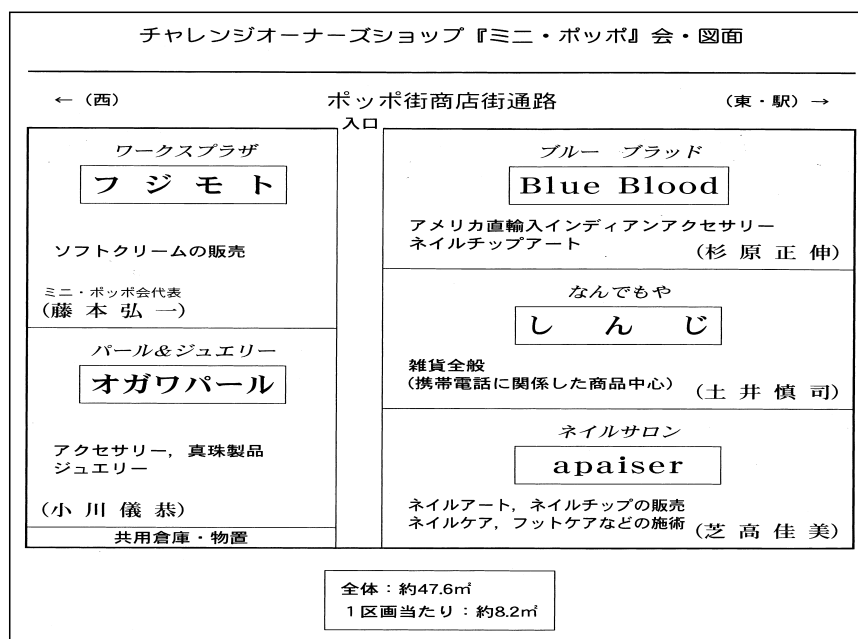 チャレンジオーナーズショップ『ミニ・ポッポ』会・図面
←（西）
ポッポ街商店街通路
（東・駅）→
入口
ワークスプラザ
フジモト
ソフトクリームの販売
ミニ・ポッポ会代表
（藤本弘一）
パール＆ジュエリー
オガワパール
アクセサリー，真珠製品
ジュエリー
（小川儀恭）
共用倉庫・物置
ブルー ブラッド
Blue Blood
アメリカ直輸入インディアンアクセサリー
ネイルチップアート
（杉原正伸）
なんでもや
しんじ
雑貨全般
（携帯電話に関係した商品中心）
（土井慎司）
ネイルサロン
apaiser
ネイルアート，ネイルチップの販売
ネイルケア，フットケアなどの施術
（芝高佳美）
全体：約47.6㎡
１区画当たり：約8.2㎡